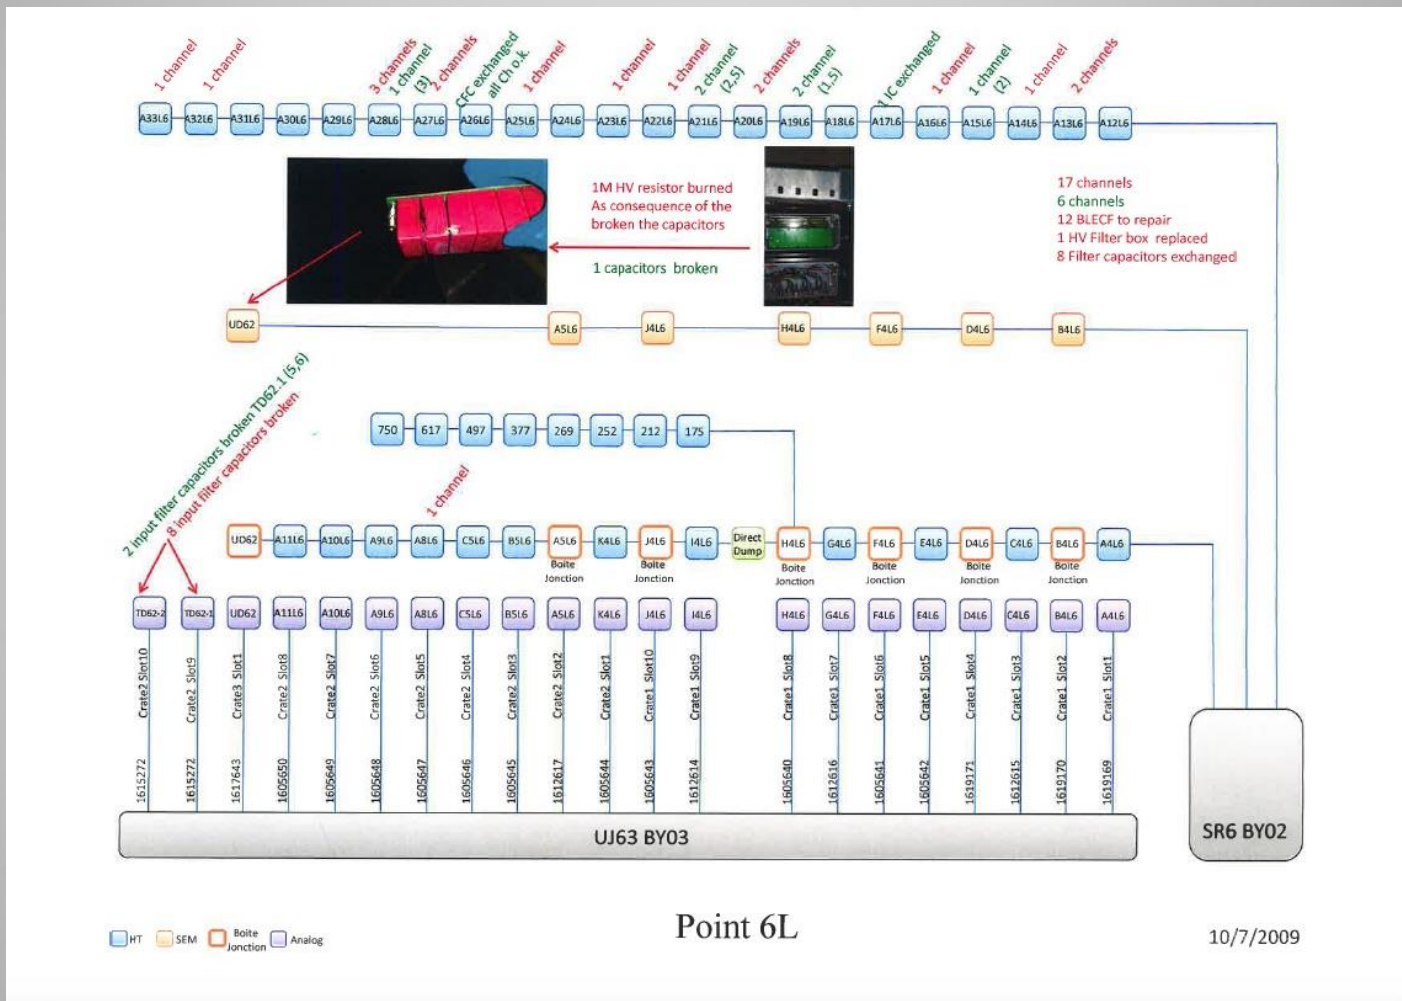 1 channel
1 channel
3 channels
1 channel
(3)
2 channels
CFC exchanged
all Ch o.k.
1 channel
1 channel
1 channel
2 channel
(2,5)
2 channels
2 channel
(1,5)
1 IC exchanged
1 channel
1 channel
(2)
1 channel
2 channels
A33L6
A32L6
A31L6
A30L6
A29L6
A28L6
A27L6
A26L6
A25L6
A24L6
A23L6
A22L6
A21L6
A20L6
A19L6
A18L6
A17L6
A16L6
A15L6
A14L6
A13L6
A12L6
1M HV resistor burned
As consequence of the
broken the capacitors
1 capacitors broken
17 channels
6 channels
12 BLECF to repair
1 HV Filter box replaced
8 Filter capacitors exchanged
UD62
A5L6
J4L6
H4L6
F4L6
D4L6
B4L6
2 input filter capacitors broken TD62.1 (5,6)
8 input filter capacitors broken
750
617
497
377
269
252
212
175
1 channel
UD62
A11L6
A10L6
A9L6
A8L6
C5L6
B5L6
A5L6
K4L6
J4L6
I4L6
Direct
Dump
H4L6
G4L6
F4L6
E4L6
D4L6
C4L6
B4L6
A4L6
Boite
Jonction
Boite
Jonction
Boite
Jonction
Boite
Jonction
Boite
Jonction
Boite
Jonction
TD62-2
TD62-1
UD62
A11L6
A10L6
A9L6
A8L6
C5L6
B5L6
A5L6
K4L6
J4L6
I4L6
H4L6
G4L6
F4L6
E4L6
D4L6
C4L6
B4L6
A4L6
1615272 Crate2 Slot10
1615272 Crate2 Slot9
1617643 Crate3 Slot1
1605650 Crate2 Slot8
1605649 Crate2 Slot7
1605648 Crate2 Slot6
1605647 Crate2 Slot5
1605646 Crate2 Slot4
1605645 Crate2 Slot3
1612617 Crate2 Slot2
1605644 Crate2 Slot1
1605643 Crate1 Slot10
1612614 Crate1 Slot9
1605640 Crate1 Slot8
1612616 Crate1 Slot7
1605641 Crate1 Slot6
1605642 Crate1 Slot5
1619171 Crate1 Slot4
1612615 Crate1 Slot3
1619170 Crate1 Slot2
1619169 Crate1 Slot1
UJ63 BY03
SR6 BY02
HT
SEM
Boite
Jonction
Analog
Point 6L
10/7/2009